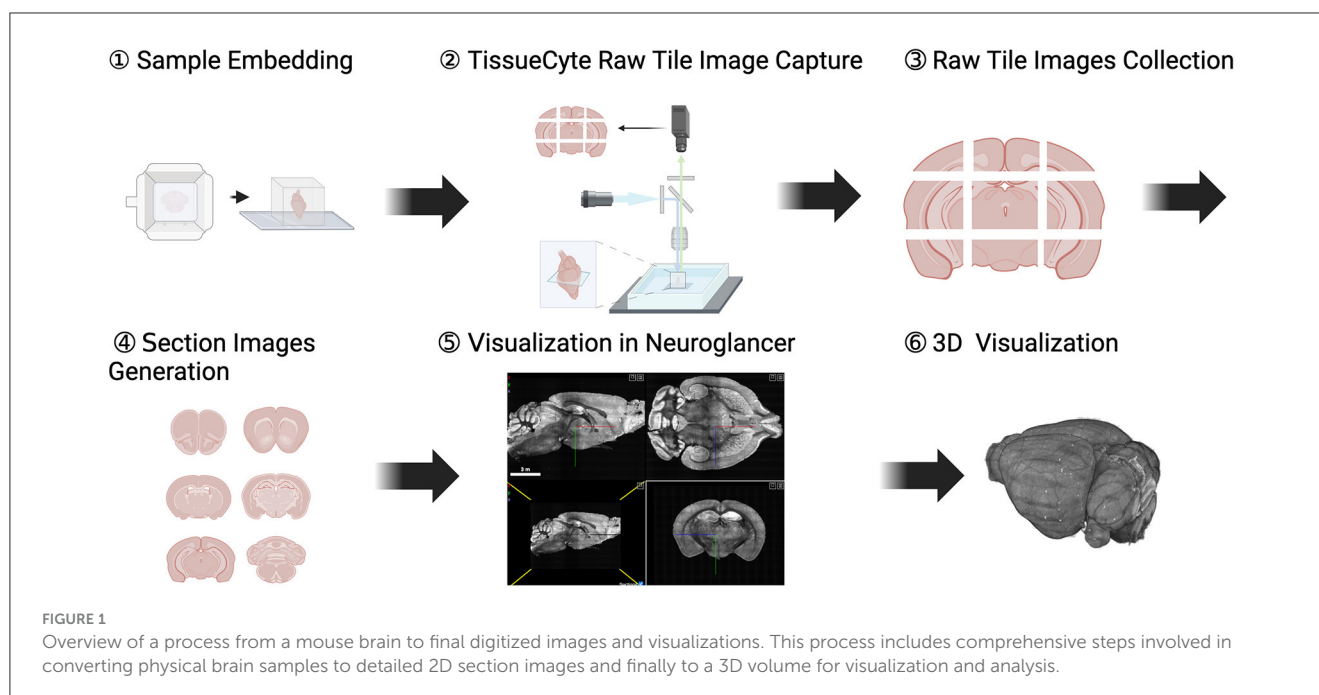 ① Sample Embedding
② TissueCyte Raw Tile Image Capture
③ Raw Tile Images Collection
④ Section Images
Generation
⑤ Visualization in Neuroglancer
3 m
Sections
⑥ 3D Visualization
FIGURE 1
Overview of a process from a mouse brain to final digitized images and visualizations. This process includes comprehensive steps involved in
converting physical brain samples to detailed 2D section images and finally to a 3D volume for visualization and analysis.